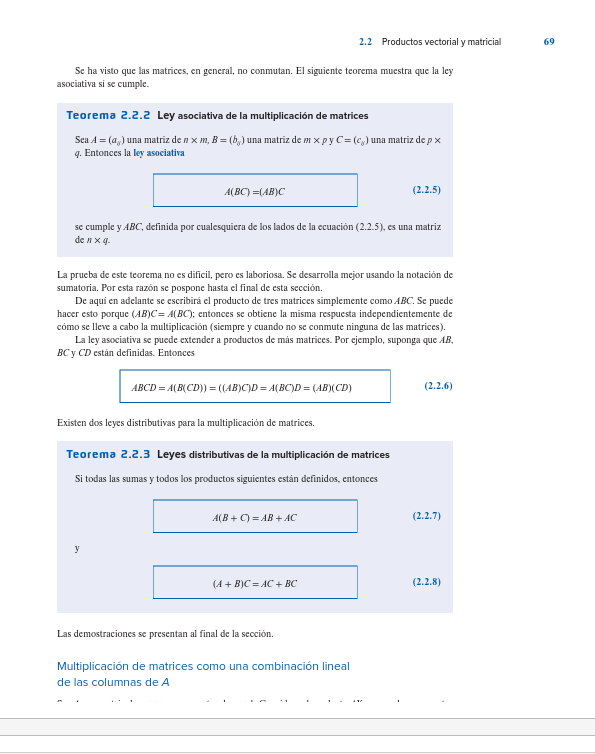 2.2 Productos vectorial y matricial 69
Se ha visto que las matrices, en general, no conmutan. El siguiente teorema muestra que la ley
asociativa sí se cumple.
Teorema 2.2.2 Ley asociativa de la multiplicación de matrices
Sea A = (a_ij) una matriz de n × m, B = (b_ij) una matriz de m × p y C = (c_ij) una matriz de p ×
q. Entonces la ley asociativa
A(BC) =(AB)C (2.2.5)
se cumple y ABC, definida por cualesquiera de los lados de la ecuación (2.2.5), es una matriz
de n × q.
La prueba de este teorema no es difícil, pero es laboriosa. Se desarrolla mejor usando la notación de
sumatoria. Por esta razón se pospone hasta el final de esta sección.
De aquí en adelante se escribirá el producto de tres matrices simplemente como ABC. Se puede
hacer esto porque (AB)C = A(BC); entonces se obtiene la misma respuesta independientemente de
cómo se lleve a cabo la multiplicación (siempre y cuando no se conmute ninguna de las matrices).
La ley asociativa se puede extender a productos de más matrices. Por ejemplo, suponga que AB,
BC y CD están definidas. Entonces
ABCD = A(B(CD)) = ((AB)C)D = A(BC)D = (AB)(CD) (2.2.6)
Existen dos leyes distributivas para la multiplicación de matrices.
Teorema 2.2.3 Leyes distributivas de la multiplicación de matrices
Si todas las sumas y todos los productos siguientes están definidos, entonces
A(B + C) = AB + AC (2.2.7)
y
(A + B)C = AC + BC (2.2.8)
Las demostraciones se presentan al final de la sección.
Multiplicación de matrices como una combinación lineal
de las columnas de A